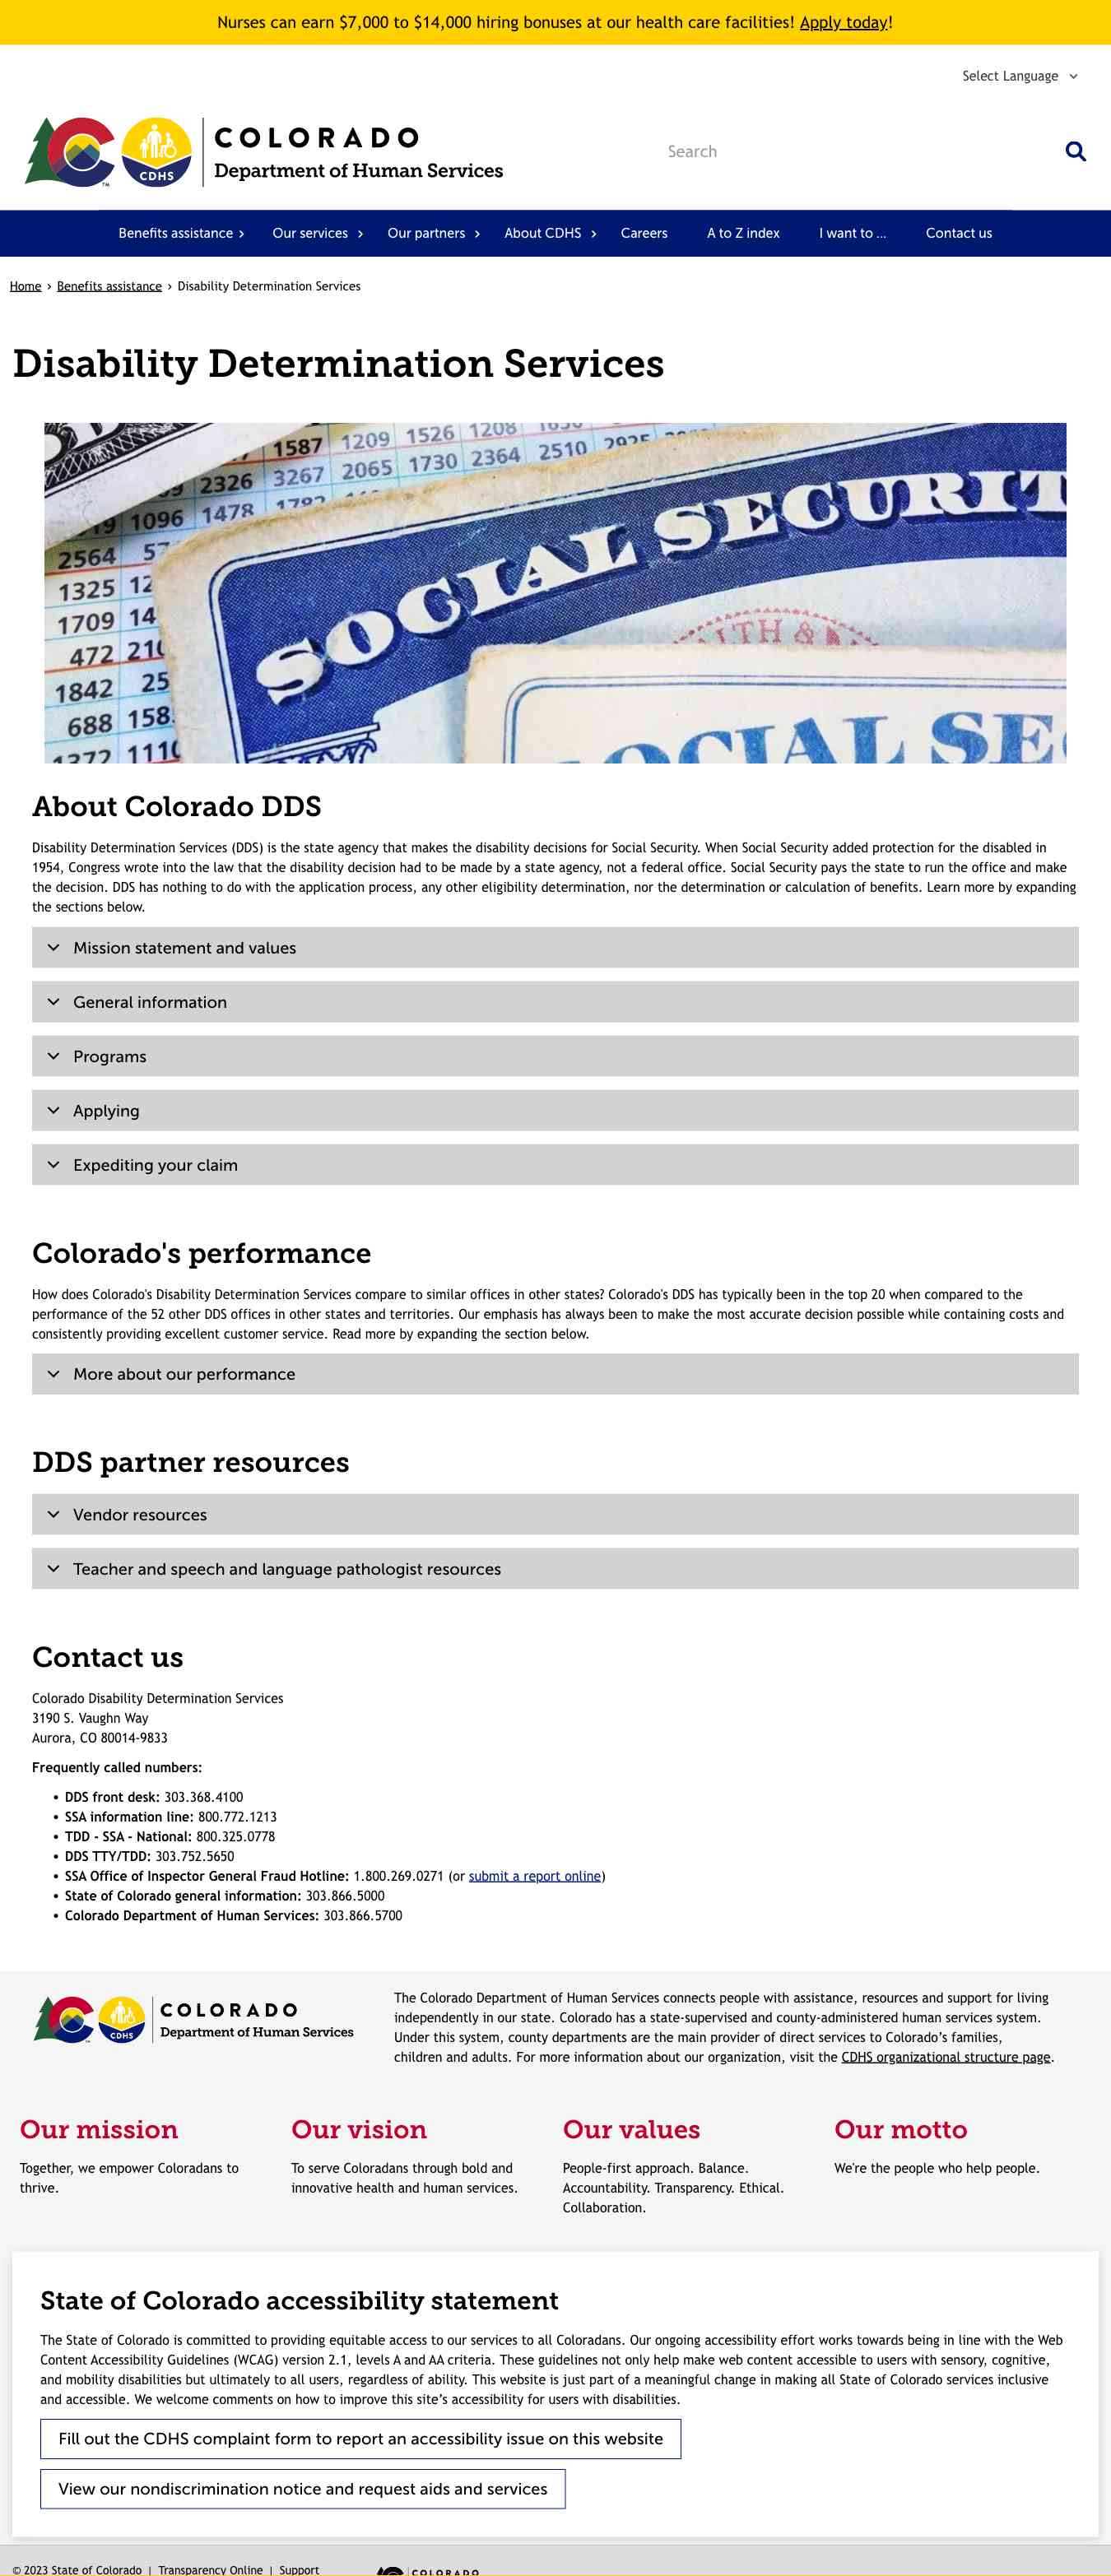 Nurses can earn $7,000 to $14,000 hiring bonuses at our health care facilities! Apply today!
Select Language
CDHS
TM
COLORADO
Department of Human Services
Search
Benefits assistance
Our services
Our partners
About CDHS
Careers
A to Z index
I want to ...
Contact us
Home › Benefits assistance › Disability Determination Services
Disability Determination Services
1587 1209 1526 1208
2326 3267 2065 1730 2364 2510 2925
1096 1478 1782
2564 57
1325 12
1709 14
472 210
1842 25
688 158
1372 1110
SOCIAL SECURIT
TH &
CIAL SE
About Colorado DDS
Disability Determination Services (DDS) is the state agency that makes the disability decisions for Social Security. When Social Security added protection for the disabled in
1954, Congress wrote into the law that the disability decision had to be made by a state agency, not a federal office. Social Security pays the state to run the office and make
the decision. DDS has nothing to do with the application process, any other eligibility determination, nor the determination or calculation of benefits. Learn more by expanding
the sections below.
Mission statement and values
General information
Programs
Applying
Expediting your claim
Colorado's performance
How does Colorado's Disability Determination Services compare to similar offices in other states? Colorado's DDS has typically been in the top 20 when compared to the
performance of the 52 other DDS offices in other states and territories. Our emphasis has always been to make the most accurate decision possible while containing costs and
consistently providing excellent customer service. Read more by expanding the section below.
More about our performance
DDS partner resources
Vendor resources
Teacher and speech and language pathologist resources
Contact us
Colorado Disability Determination Services
3190 S. Vaughn Way
Aurora, CO 80014-9833
Frequently called numbers:
• DDS front desk: 303.368.4100
• SSA information line: 800.772.1213
• TDD - SSA - National: 800.325.0778
• DDS TTY/TDD: 303.752.5650
• SSA Office of Inspector General Fraud Hotline: 1.800.269.0271 (or submit a report online)
• State of Colorado general information: 303.866.5000
• Colorado Department of Human Services: 303.866.5700
CDHS
COLORADO
Department of Human Services
The Colorado Department of Human Services connects people with assistance, resources and support for living
independently in our state. Colorado has a state-supervised and county-administered human services system.
Under this system, county departments are the main provider of direct services to Colorado’s families,
children and adults. For more information about our organization, visit the CDHS organizational structure page.
Our mission
Together, we empower Coloradans to
thrive.
Our vision
To serve Coloradans through bold and
innovative health and human services.
Our values
People-first approach. Balance.
Accountability. Transparency. Ethical.
Collaboration.
Our motto
We're the people who help people.
State of Colorado accessibility statement
The State of Colorado is committed to providing equitable access to our services to all Coloradans. Our ongoing accessibility effort works towards being in line with the Web
Content Accessibility Guidelines (WCAG) version 2.1, levels A and AA criteria. These guidelines not only help make web content accessible to users with sensory, cognitive,
and mobility disabilities but ultimately to all users, regardless of ability. This website is just part of a meaningful change in making all State of Colorado services inclusive
and accessible. We welcome comments on how to improve this site’s accessibility for users with disabilities.
Fill out the CDHS complaint form to report an accessibility issue on this website
View our nondiscrimination notice and request aids and services
© 2023 State of Colorado | Transparency Online | Support
COLORADO